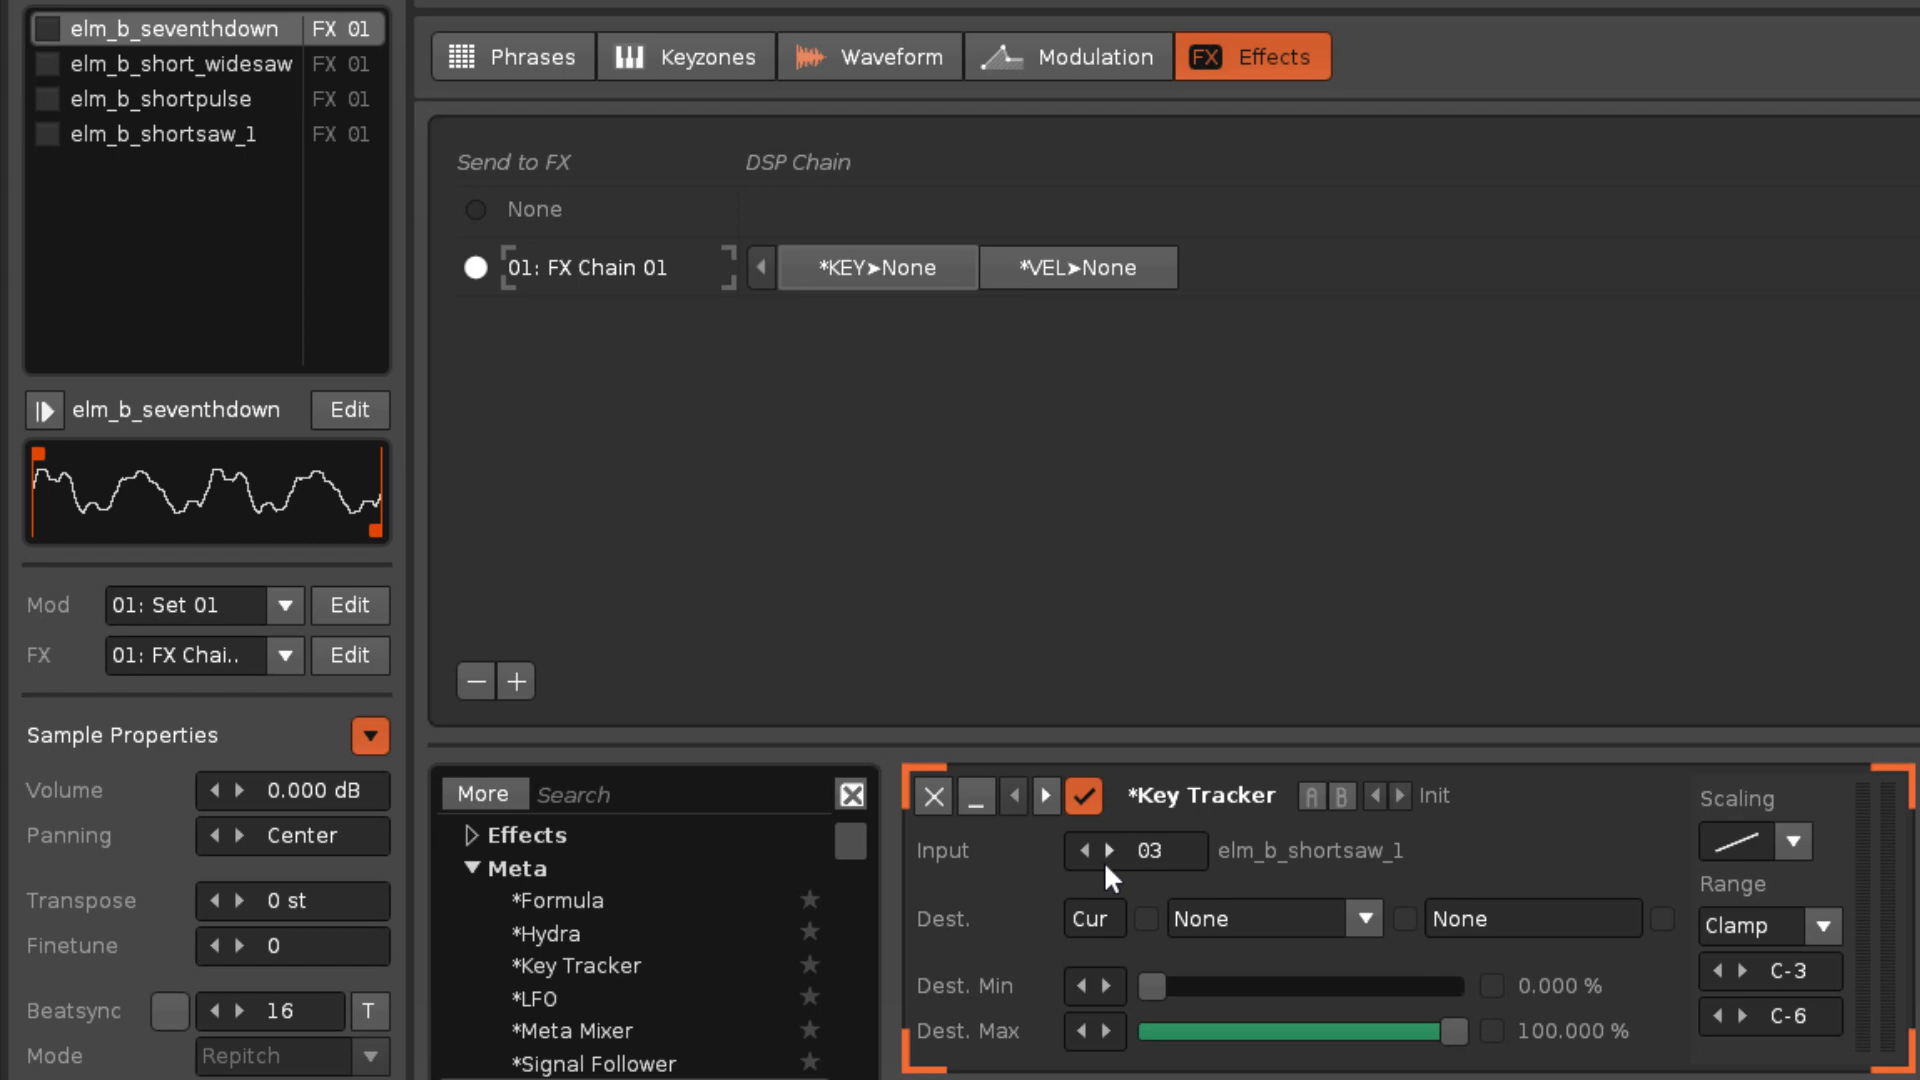 elm_b_seventhdown FX 01
elm_b_short_widesaw FX 01
elm_b_shortpulse FX 01
elm_b_shortsaw_1 FX 01
elm_b_seventhdown Edit
Mod 01: Set 01 Edit
FX 01: FX Chai.. Edit
Sample Properties
Volume 0.000 dB
Panning Center
Transpose 0 st
Finetune 0
Beatsync 16 T
Mode Repitch
Phrases Keyzones Waveform Modulation FX Effects
Send to FX DSP Chain
None
01: FX Chain 01 *KEY➤None *VEL➤None
− +
More Search
Effects
Meta
*Formula
*Hydra
*Key Tracker
*LFO
*Meta Mixer
*Signal Follower
*Key Tracker A B Init
Input 03 elm_b_shortsaw_1
Dest. Cur None None
Dest. Min 0.000 %
Dest. Max 100.000 %
Scaling
Range
Clamp
C-3
C-6